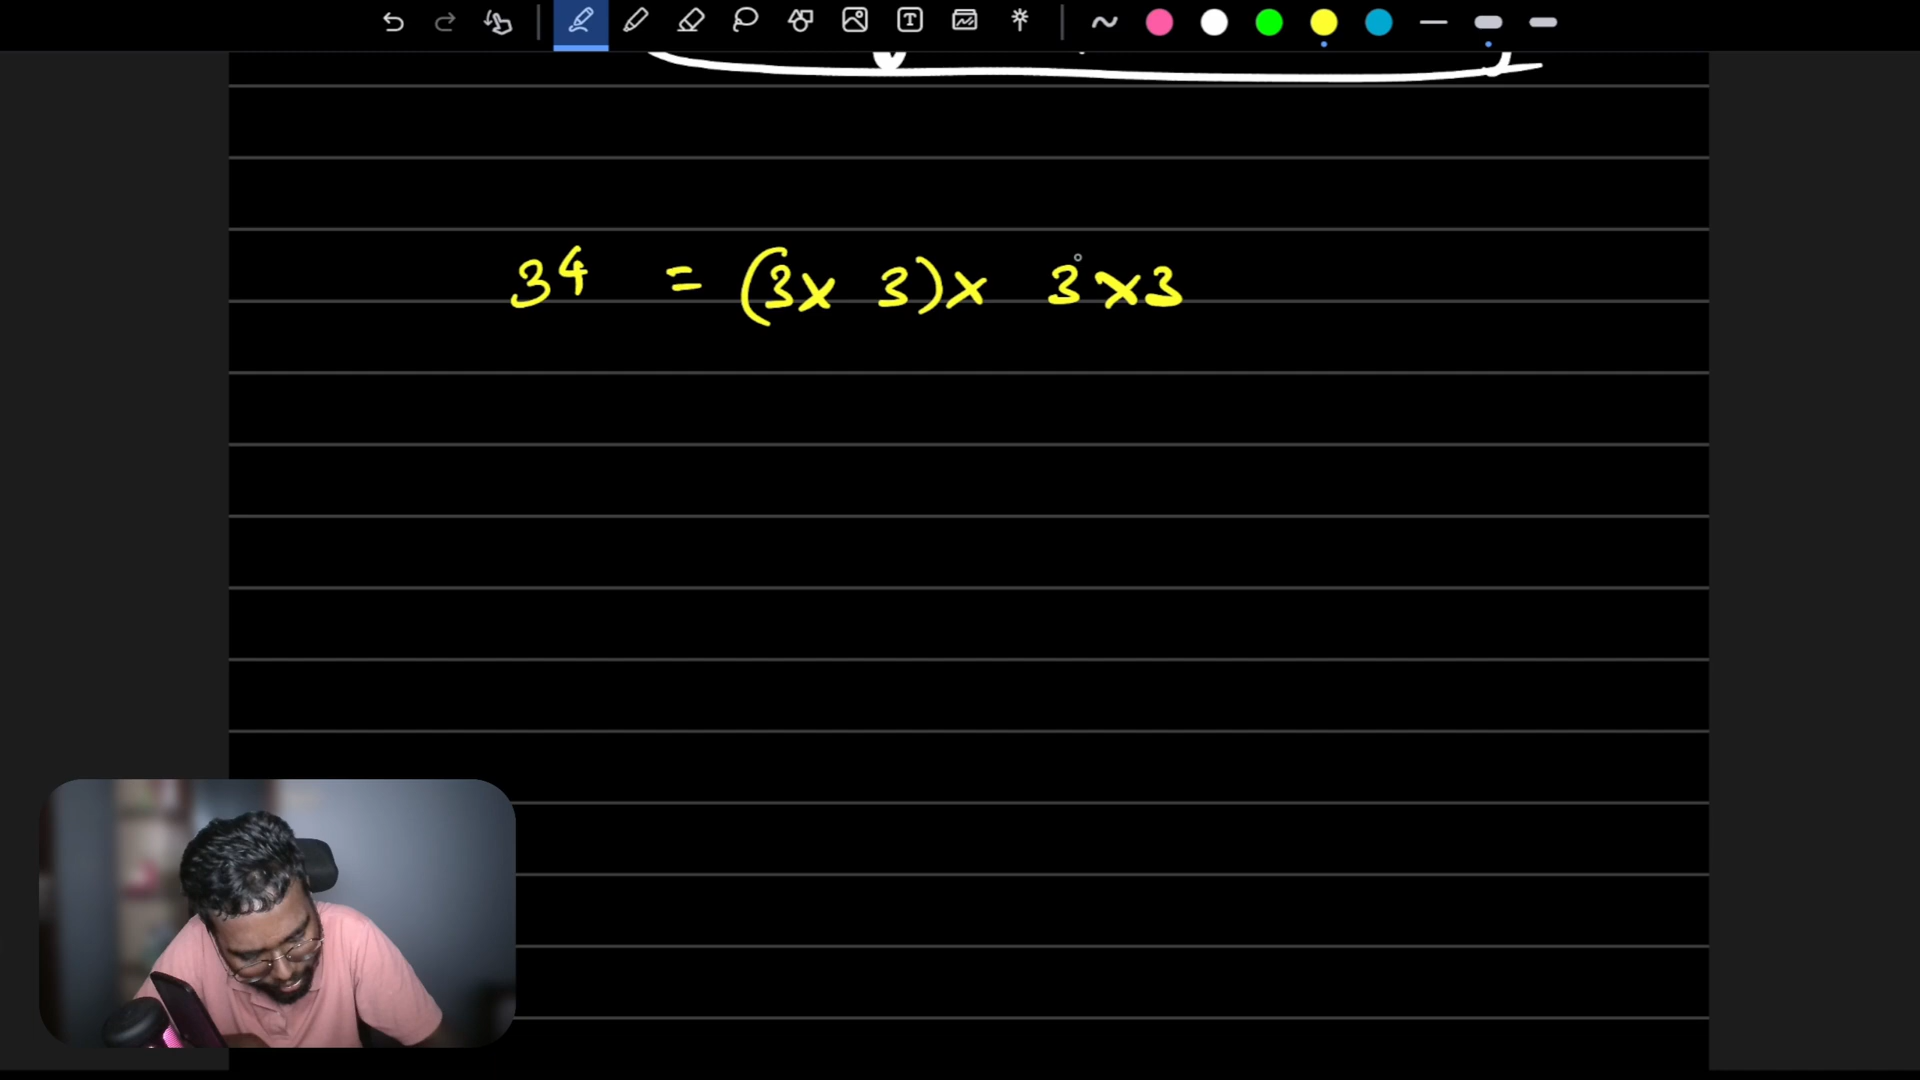 3⁴ = (3x 3)x 3x3